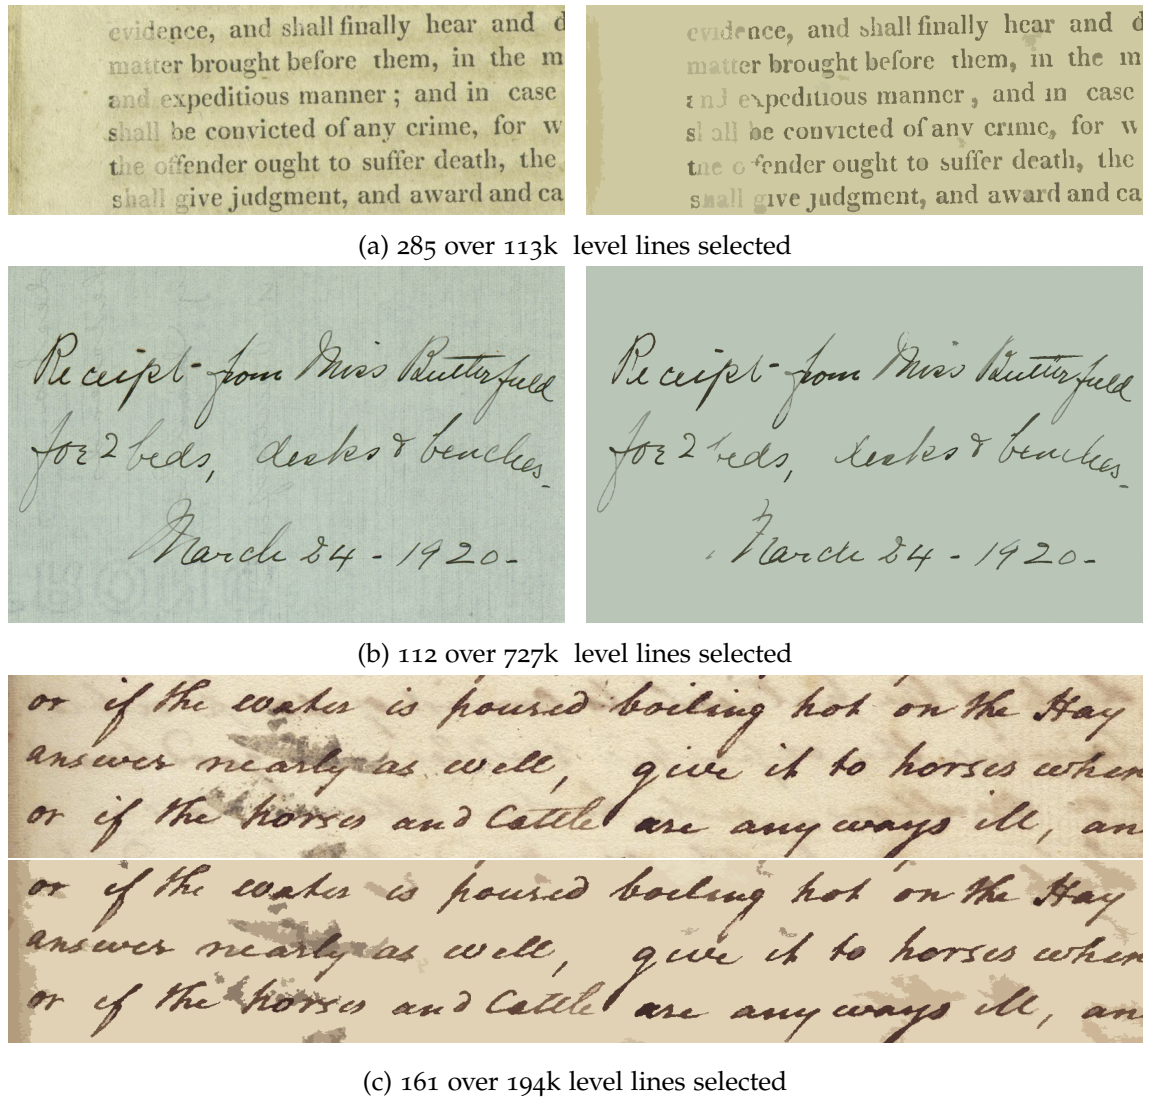 evidence, and shall finally hear and d
evidence, and shall finally hear and d
matter brought before them, in the m
matter brought before them, in the m
and expeditious manner ; and in case
and expeditious manner, and in case
shall be convicted of any crime, for w
shall be convicted of any crime, for w
the offender ought to suffer death, the
the offender ought to suffer death, the
shall give judgment, and award and ca
shall give judgment, and award and ca
(a) 285 over 113k level lines selected
Receipt from Miss Butterfield
Receipt from Miss Butterfield
for 2 beds, desks & benches.
for 2 beds, desks & benches.
March 24 - 1920-
March 24 - 1920-
(b) 112 over 727k level lines selected
or if the water is poured boiling hot on the Hay
answer nearly as well, give it to horses when
or if the horses and Cattle are any ways ill, an
or if the water is poured boiling hot on the Hay
answer nearly as well, give it to horses when
or if the horses and Cattle are any ways ill, an
(c) 161 over 194k level lines selected